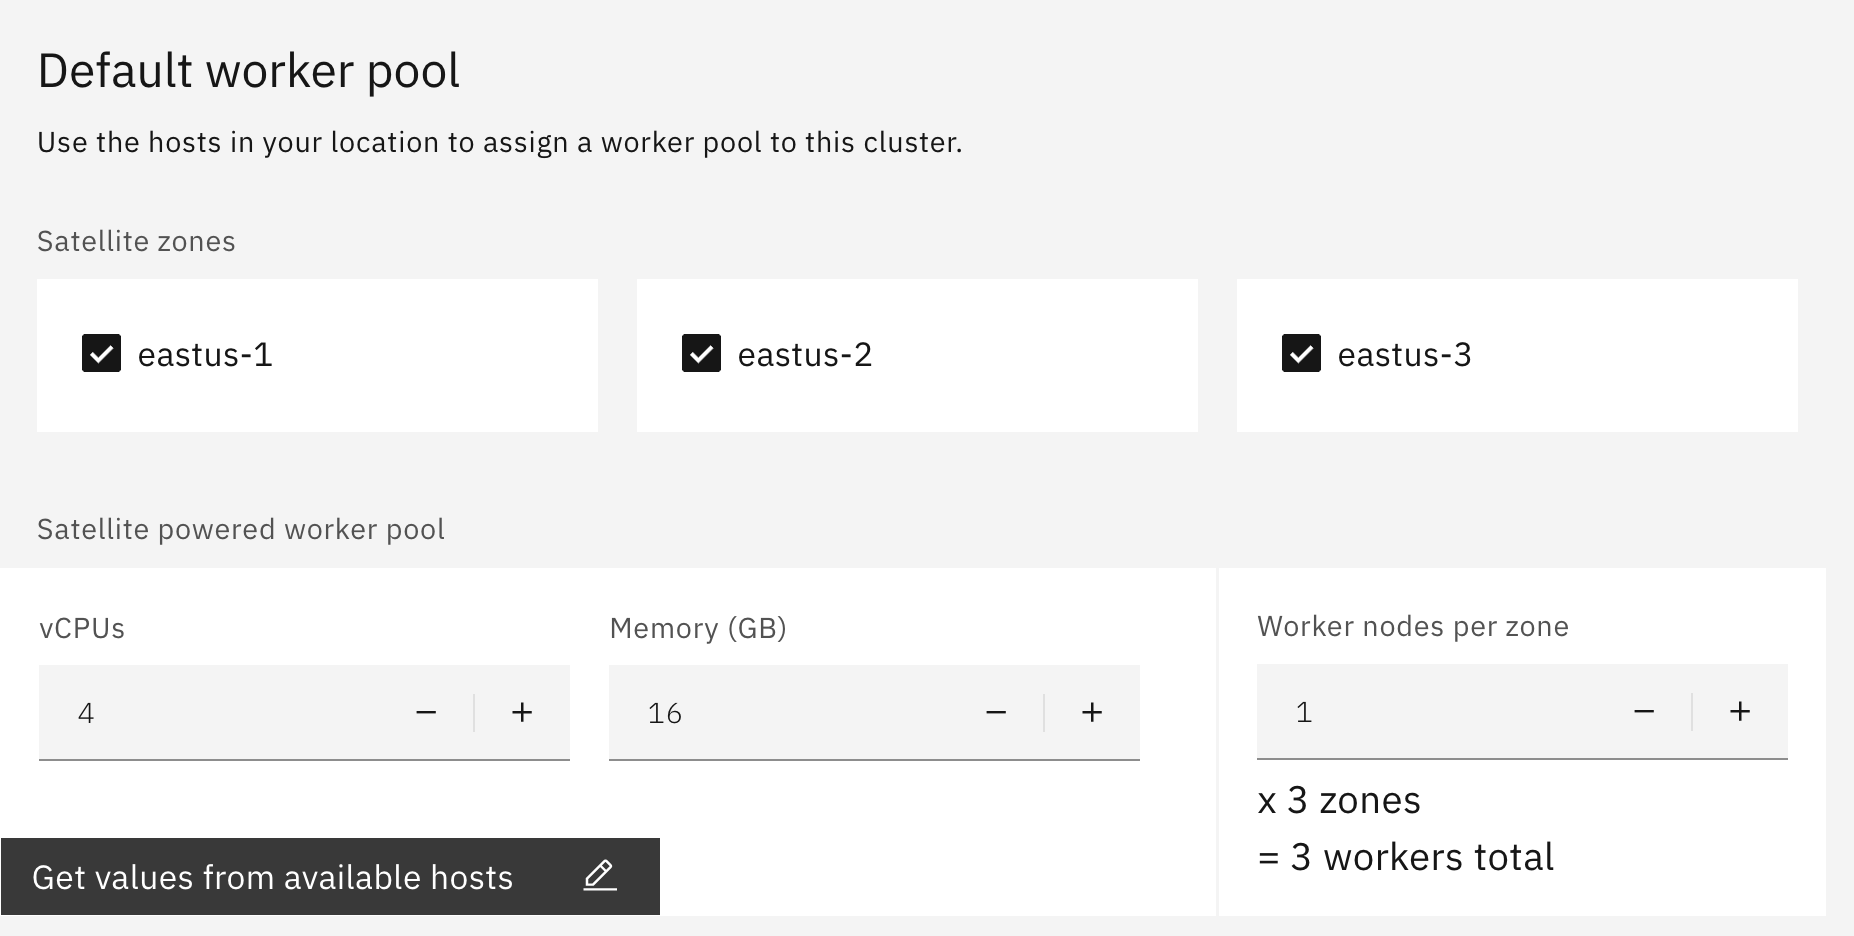 Default worker pool
Use the hosts in your location to assign a worker pool to this cluster.
Satellite zones
eastus-1
eastus-2
eastus-3
Satellite powered worker pool
vCPUs
4
Memory (GB)
16
Worker nodes per zone
1
x 3 zones
= 3 workers total
Get values from available hosts